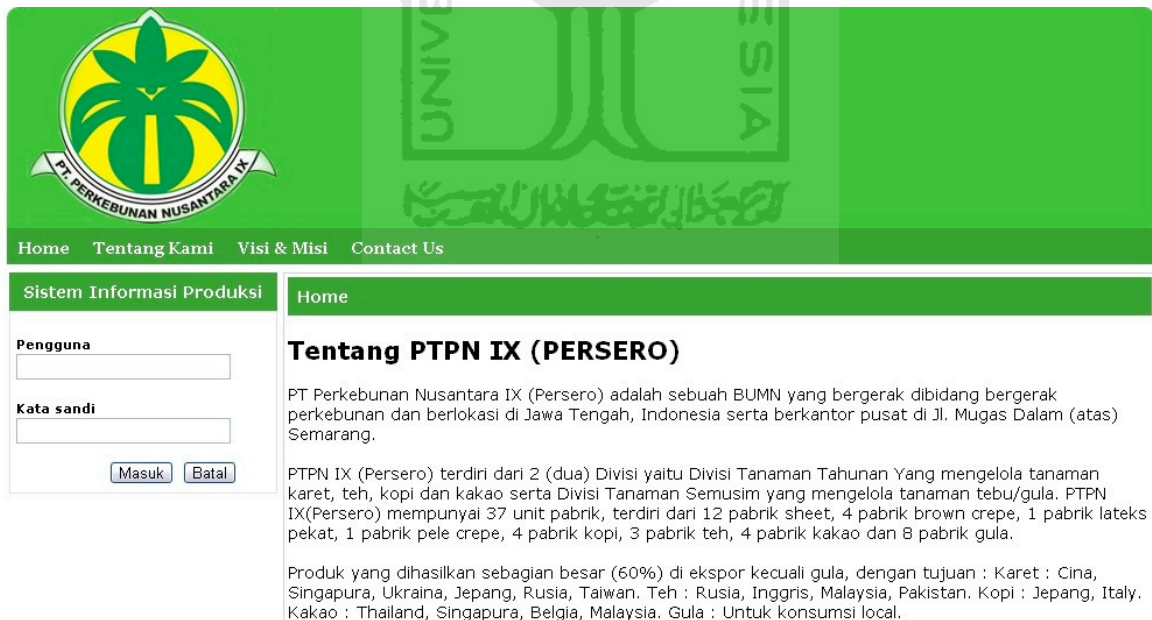 UNIVE
ESIA
PT. PERKEBUNAN NUSANTARA IX
Home Tentang Kami Visi & Misi Contact Us
Sistem Informasi Produksi
Pengguna
Kata sandi
Masuk Batal
Home
Tentang PTPN IX (PERSERO)
PT Perkebunan Nusantara IX (Persero) adalah sebuah BUMN yang bergerak dibidang bergerak
perkebunan dan berlokasi di Jawa Tengah, Indonesia serta berkantor pusat di Jl. Mugas Dalam (atas)
Semarang.
PTPN IX (Persero) terdiri dari 2 (dua) Divisi yaitu Divisi Tanaman Tahunan Yang mengelola tanaman
karet, teh, kopi dan kakao serta Divisi Tanaman Semusim yang mengelola tanaman tebu/gula. PTPN
IX(Persero) mempunyai 37 unit pabrik, terdiri dari 12 pabrik sheet, 4 pabrik brown crepe, 1 pabrik lateks
pekat, 1 pabrik pele crepe, 4 pabrik kopi, 3 pabrik teh, 4 pabrik kakao dan 8 pabrik gula.
Produk yang dihasilkan sebagian besar (60%) di ekspor kecuali gula, dengan tujuan : Karet : Cina,
Singapura, Ukraina, Jepang, Rusia, Taiwan. Teh : Rusia, Inggris, Malaysia, Pakistan. Kopi : Jepang, Italy.
Kakao : Thailand, Singapura, Belgia, Malaysia. Gula : Untuk konsumsi local.